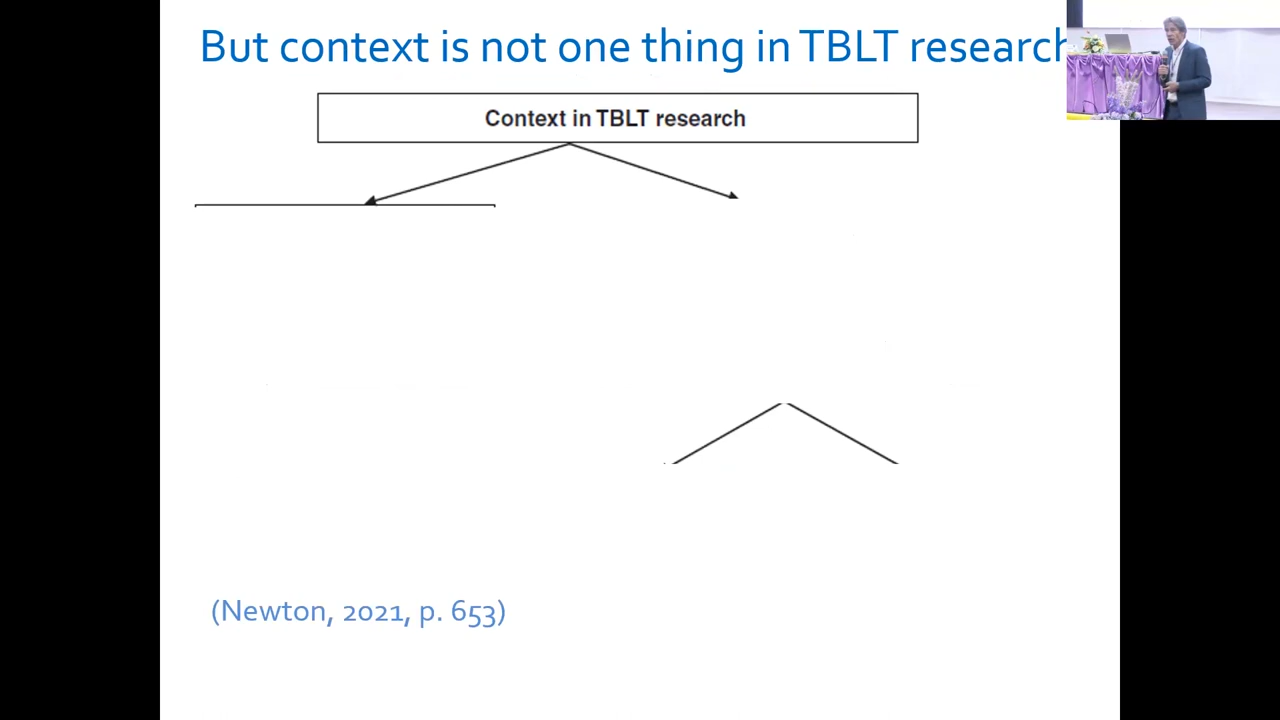 But context is not one thing in TBLT research
Context in TBLT research
(Newton, 2021, p. 653)